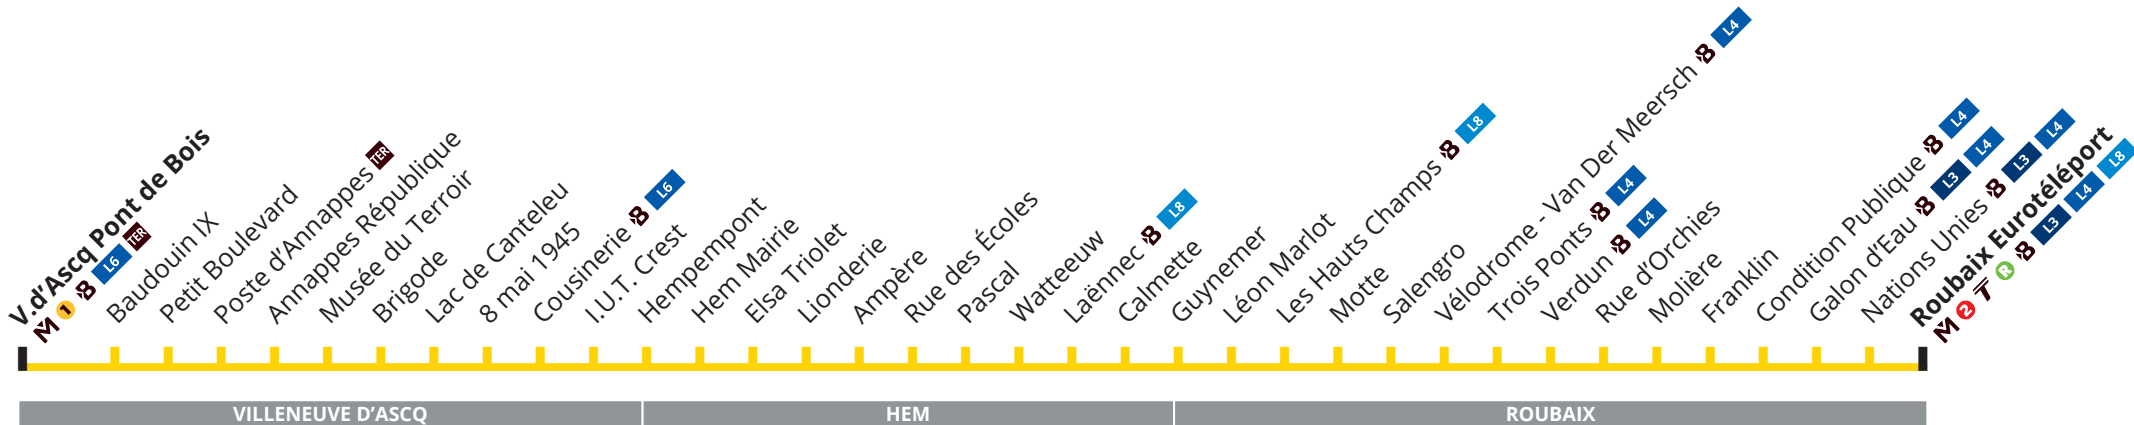 V.d'Ascq Pont de Bois
M 1 B L6 TER
Baudouin IX
Petit Boulevard
Poste d'Annappes TER
Annappes République
Musée du Terroir
Brigode
Lac de Canteleu
8 mai 1945
Cousinerie B L6
I.U.T. Crest
Hempempont
Hem Mairie
Elsa Triolet
Lionderie
Ampère
Rue des Écoles
Pascal
Watteeuw
Laënnec B L8
Calmette
Guynemer
Léon Marlot
Les Hauts Champs B L8
Motte
Salengro
Vélodrome - Van Der Meersch B L4
Trois Ponts B L4
Verdun B L4
Rue d'Orchies
Molière
Franklin
Condition Publique B L4
Galon d'Eau B L3 L4
Nations Unies B L3 L4
Roubaix Eurotéléport
M 2 T R B L3 L4 L8
VILLENEUVE D'ASCQ
HEM
ROUBAIX